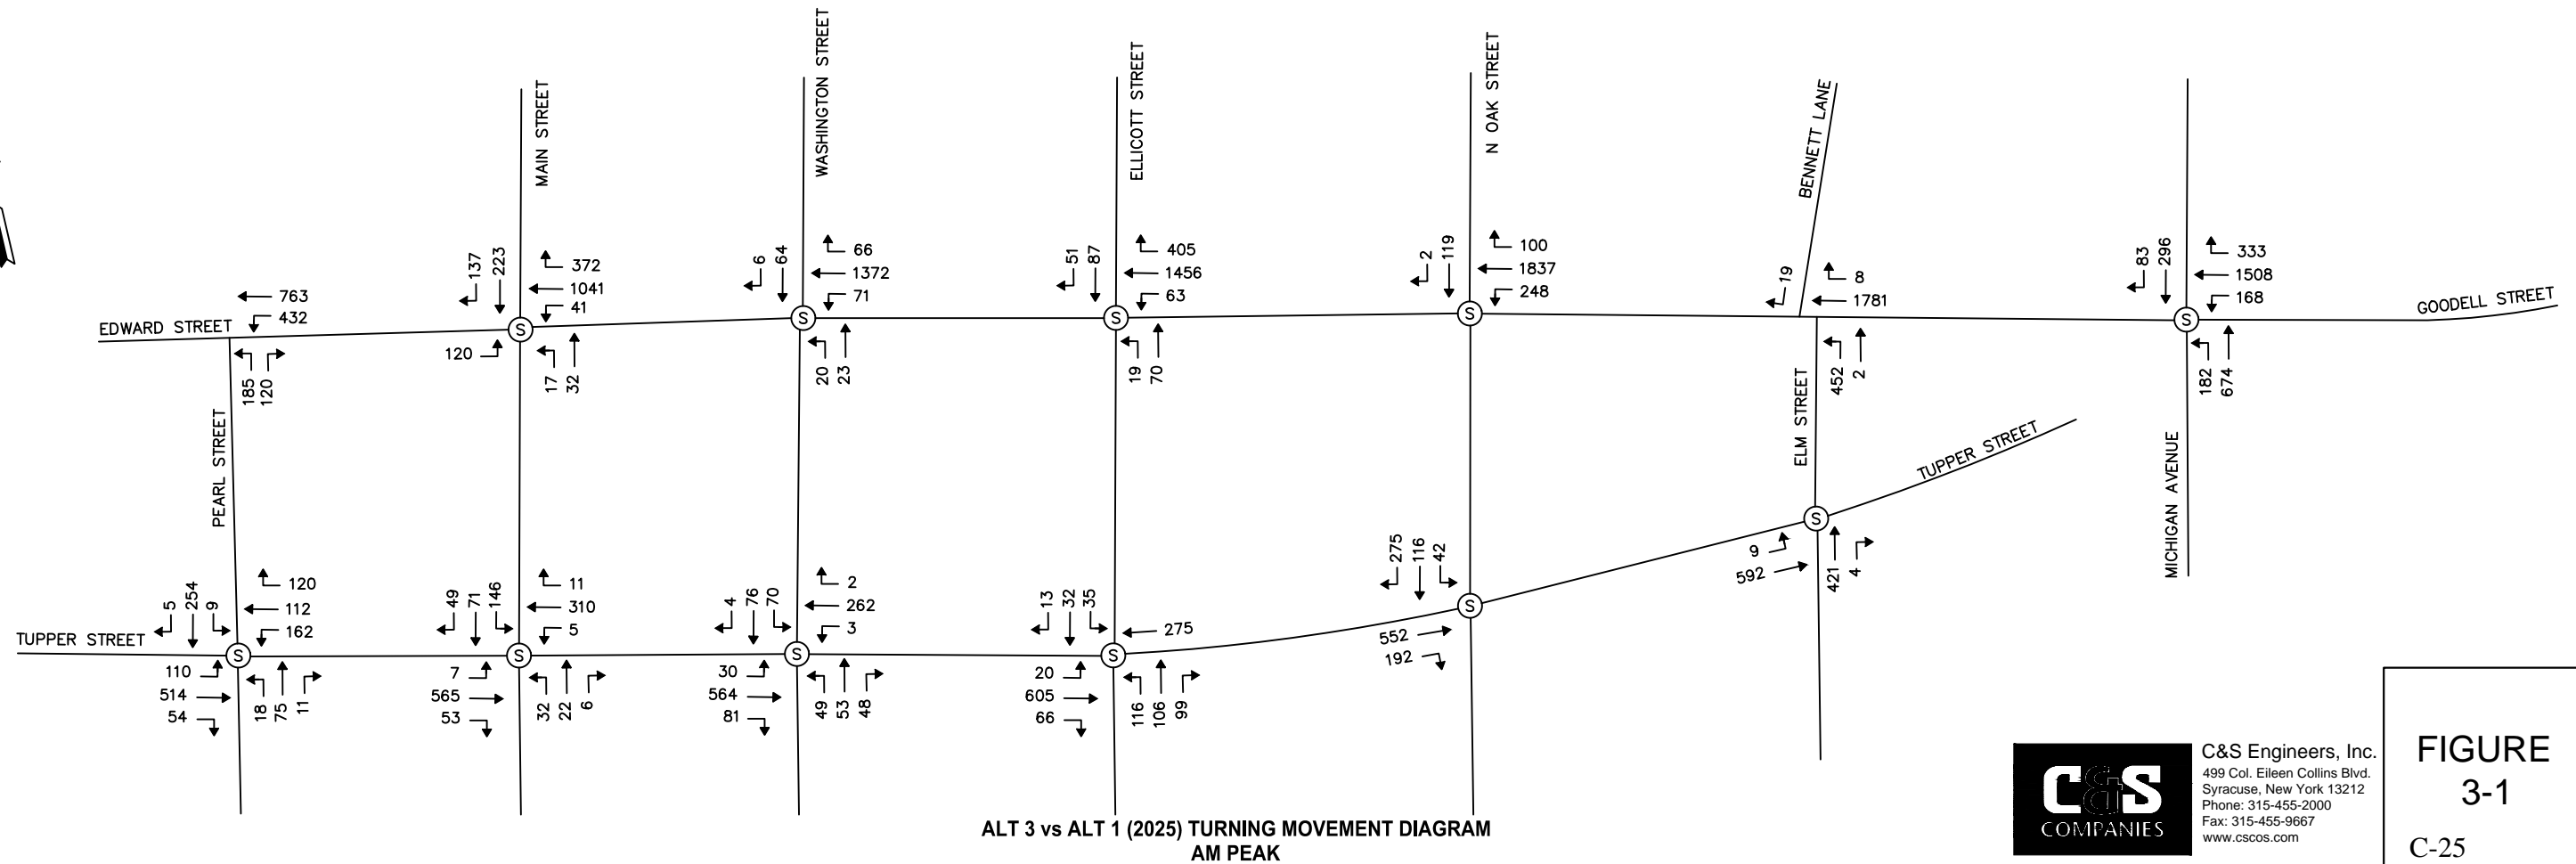 MAIN STREET
WASHINGTON STREET
ELLICOTT STREET
N OAK STREET
BENNETT LANE
EDWARD STREET
GOODELL STREET
PEARL STREET
ELM STREET
MICHIGAN AVENUE
TUPPER STREET
TUPPER STREET
763
432
185
120
137
223
372
1041
41
120
17
32
S
6
64
66
1372
71
20
23
S
51
87
405
1456
63
19
70
S
2
119
100
1837
248
S
19
8
1781
452
2
83
296
333
1508
168
182
674
S
5
254
9
120
112
162
110
514
54
18
75
11
S
49
71
146
11
310
5
7
565
53
32
22
6
S
4
76
70
2
262
3
30
564
81
49
53
48
S
13
32
35
275
20
605
66
116
106
99
S
275
116
42
552
192
S
9
592
421
4
S
ALT 3 vs ALT 1 (2025) TURNING MOVEMENT DIAGRAM
AM PEAK
C&S
COMPANIES
C&S Engineers, Inc.
499 Col. Eileen Collins Blvd.
Syracuse, New York 13212
Phone: 315-455-2000
Fax: 315-455-9667
www.cscos.com
FIGURE
3-1
C-25